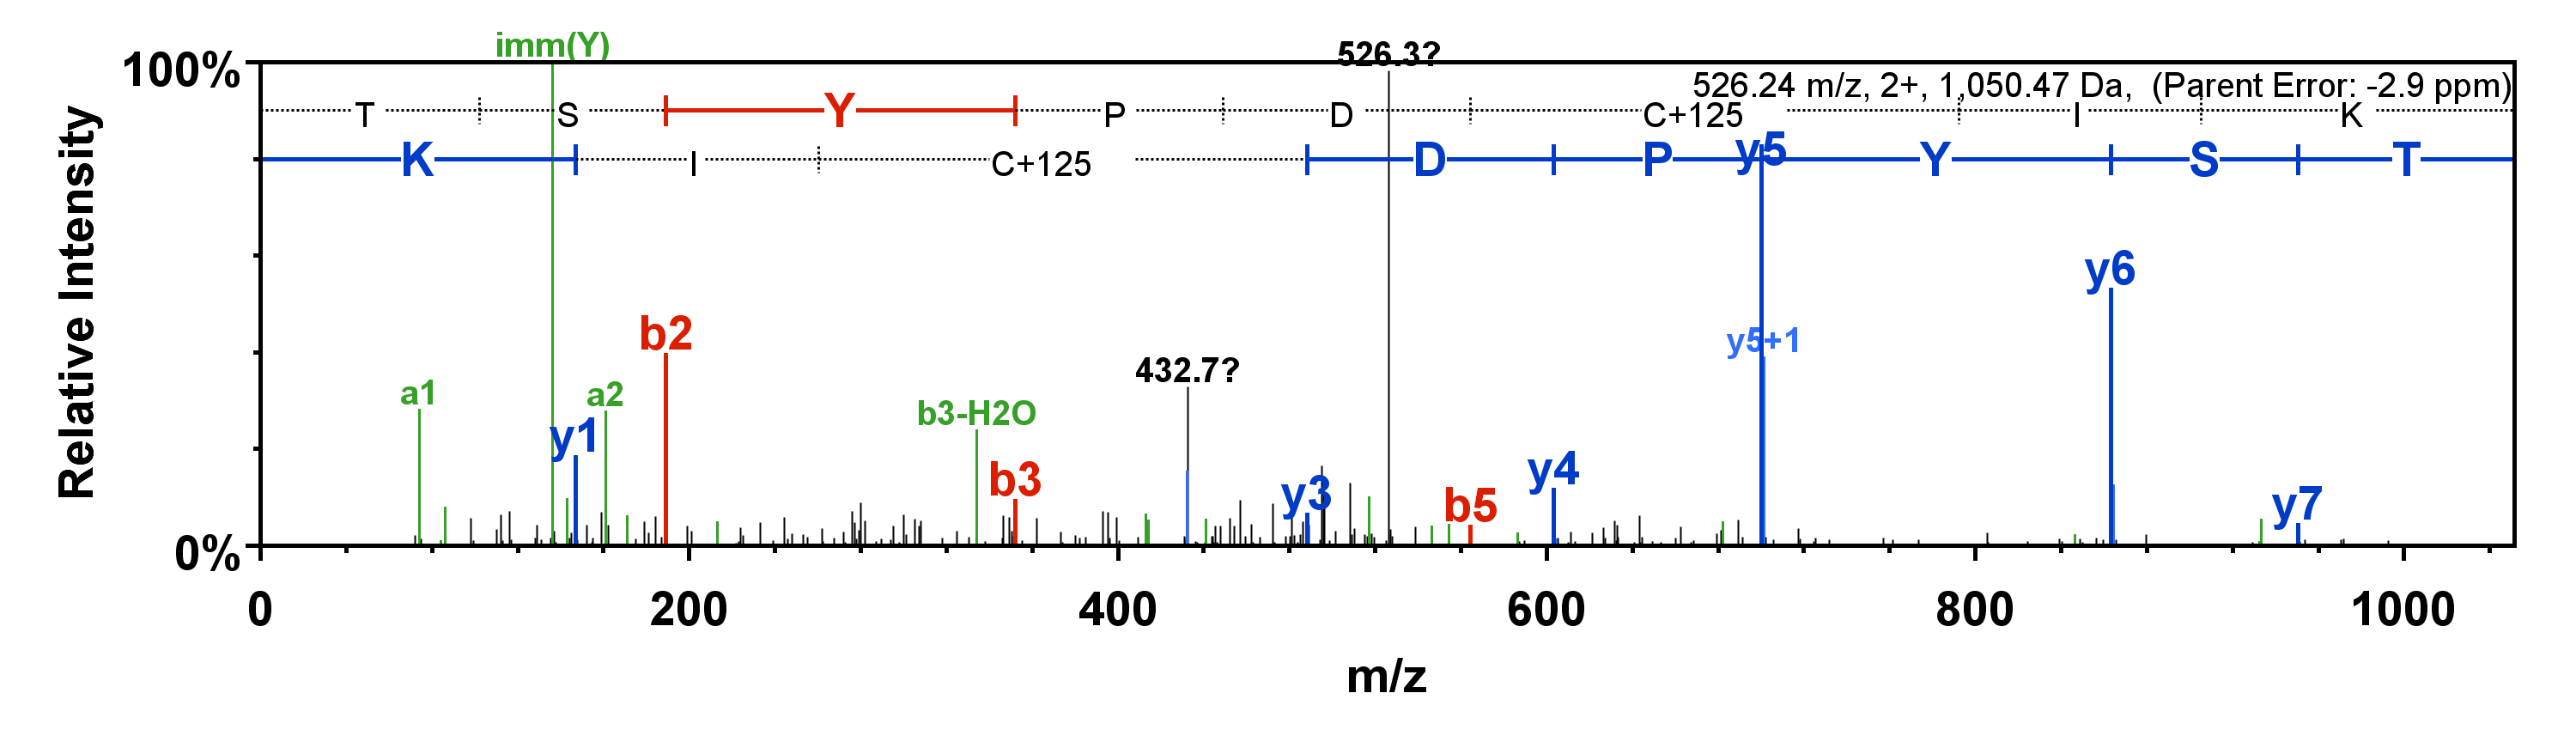 imm(Y)
526.3?
100%
526.24 m/z, 2+, 1,050.47 Da, (Parent Error: -2.9 ppm)
T S Y P D C+125 I K
K I C+125 D P y5 Y S T
y6
b2
y5+1
432.7?
a1
a2
b3-H2O
y1
b3
y3
y4
b5
y7
0%
Relative Intensity
0 200 400 600 800 1000
m/z